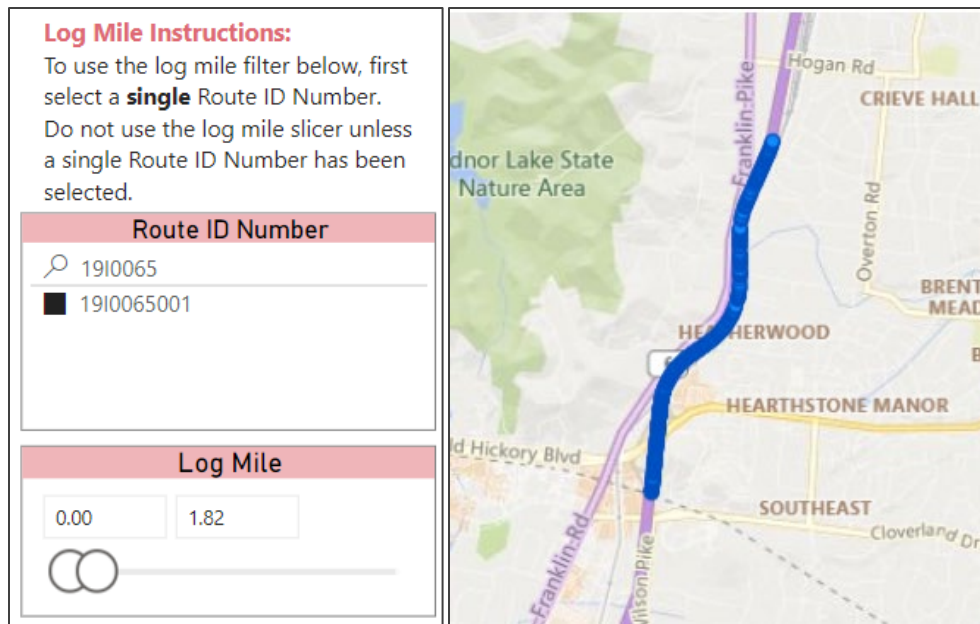 Log Mile Instructions:
To use the log mile filter below, first
select a single Route ID Number.
Do not use the log mile slicer unless
a single Route ID Number has been
selected.
Route ID Number
19I0065
19I0065001
Log Mile
0.00
1.82
Hogan Rd
CRIEVE HALL
Franklin Pike
dnor Lake State
Nature Area
Overton Rd
BRENT
MEAD
HEATHERWOOD
B
HEARTHSTONE MANOR
ld Hickory Blvd
SOUTHEAST
Cloverland Dr
Franklin Rd
Wilson Pike